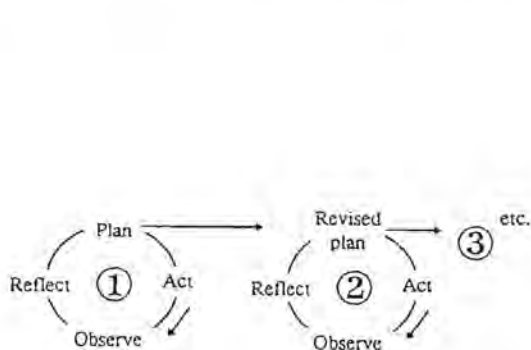 Plan
Reflect ① Act
Observe
Revised
plan
Reflect ② Act
Observe
③ etc.